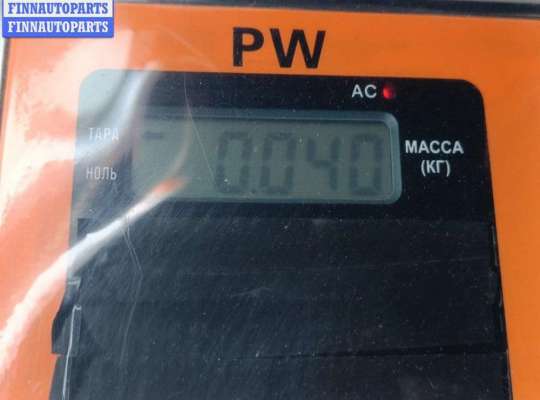 FINNAUTOPARTS
FINNAUTOPARTS
PW
AC
ТАРА
0.040
МАССА
(КГ)
НОЛЬ